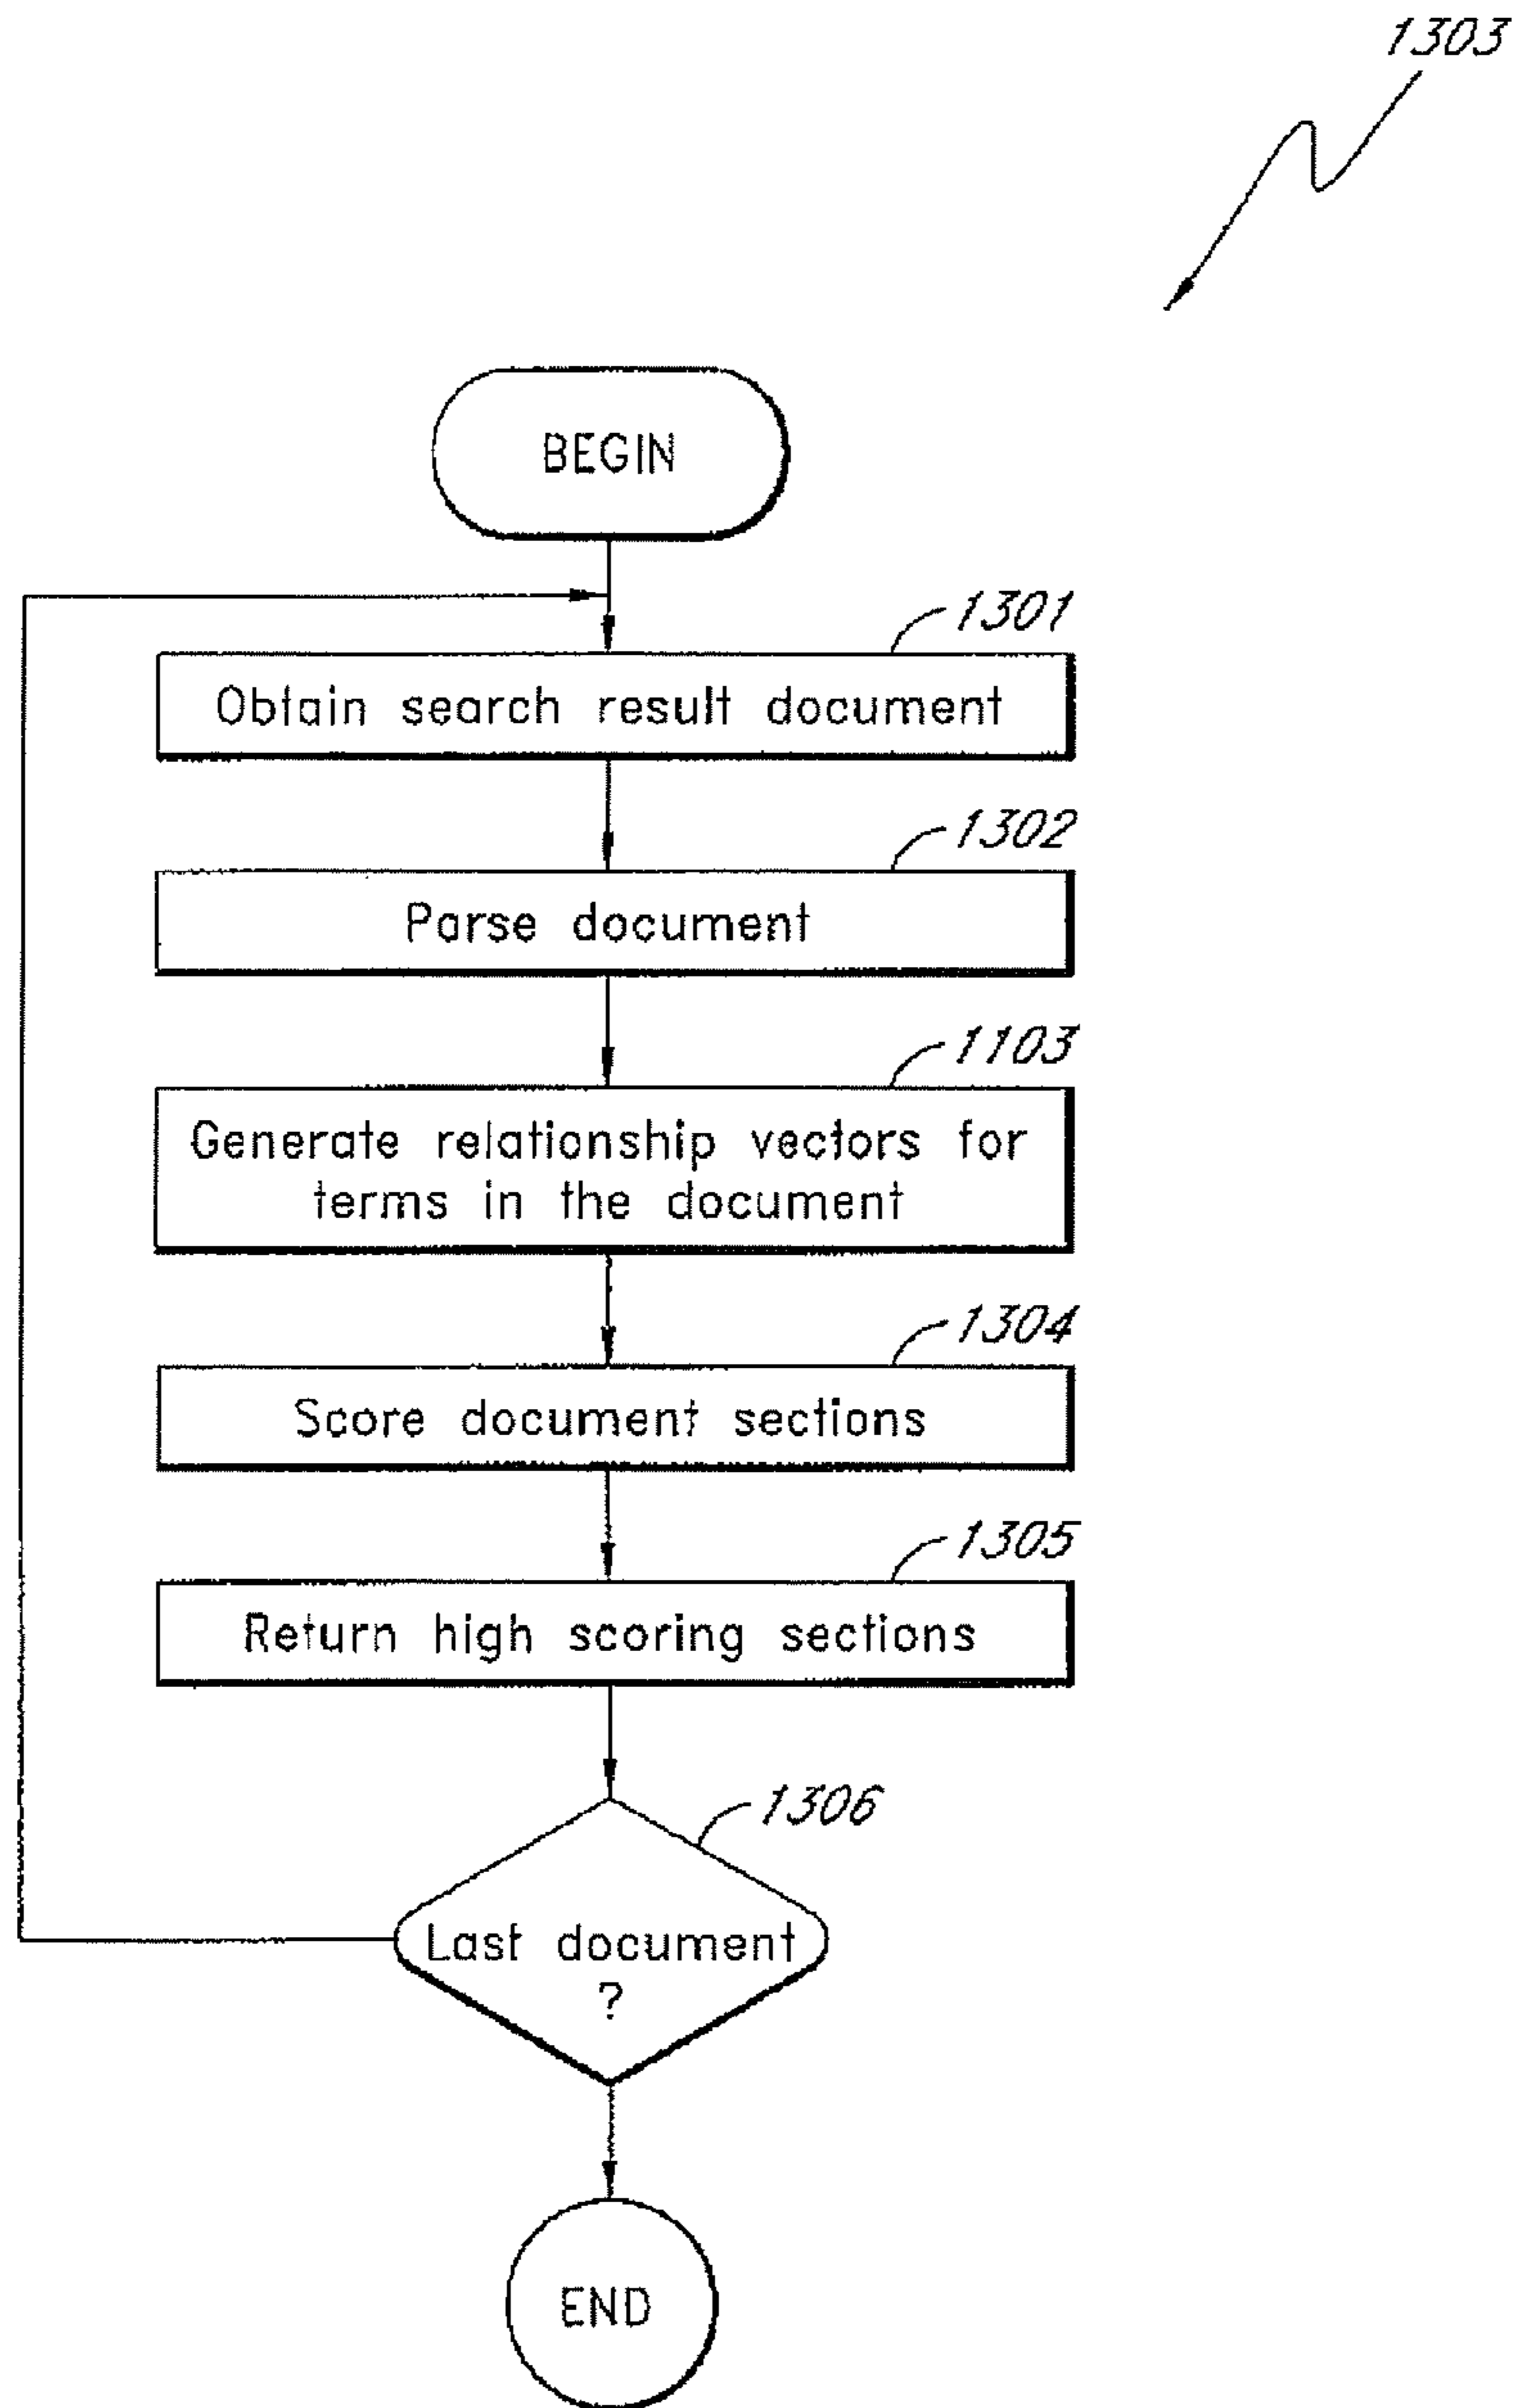 1303
BEGIN
1301
Obtain search result document
1302
Parse document
1103
Generate relationship vectors for
terms in the document
1304
Score document sections
1305
Return high scoring sections
1306
Last document
?
END